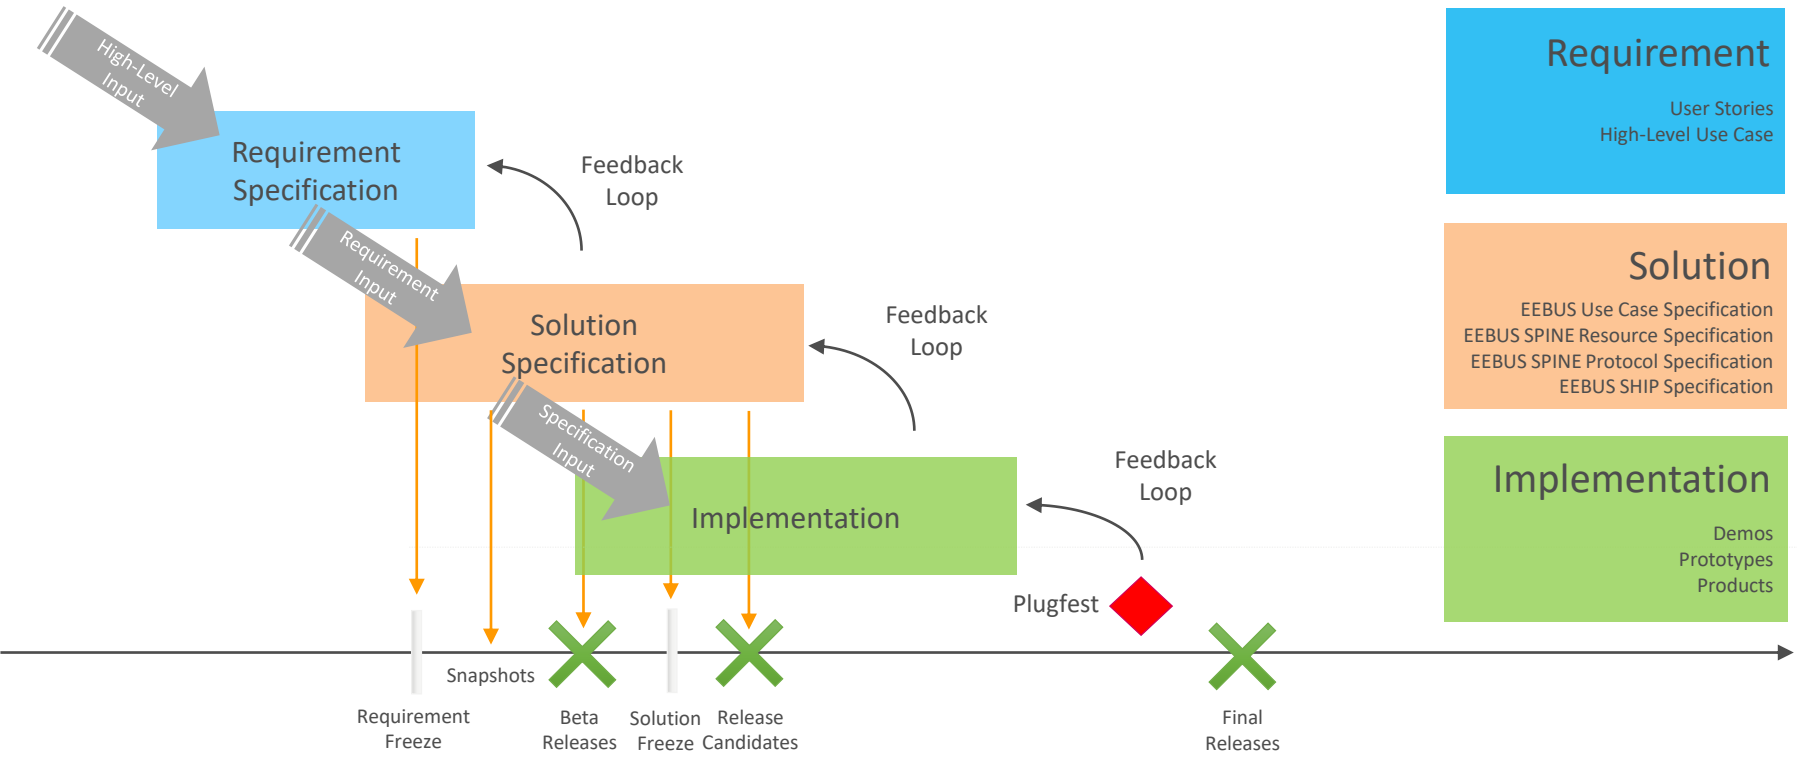 High-Level
Input
Requirement
Specification
Feedback
Loop
Requirement
Input
Solution
Specification
Feedback
Loop
Specification
Input
Implementation
Feedback
Loop
Plugfest
Snapshots
Requirement
Freeze
Beta
Releases
Solution
Freeze
Release
Candidates
Final
Releases
Requirement
User Stories
High-Level Use Case
Solution
EEBUS Use Case Specification
EEBUS SPINE Resource Specification
EEBUS SPINE Protocol Specification
EEBUS SHIP Specification
Implementation
Demos
Prototypes
Products